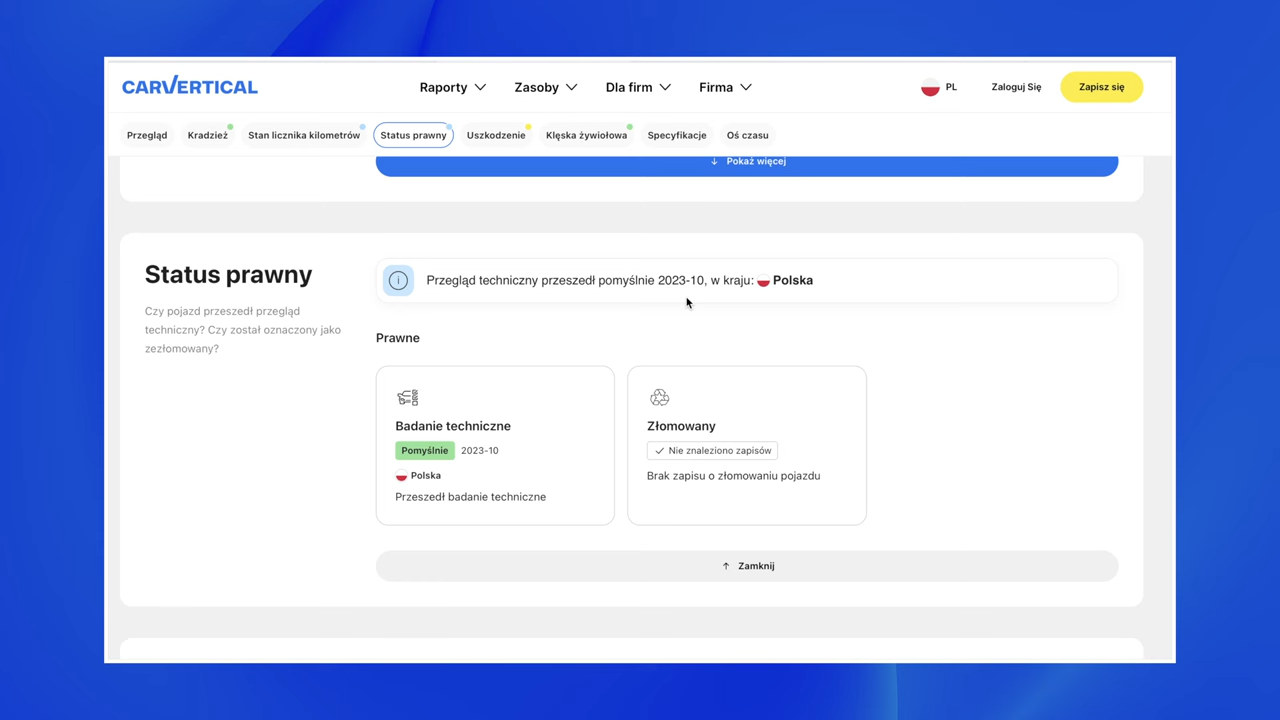 CARVERTICAL
Raporty
Zasoby
Dla firm
Firma
PL
Zaloguj Się
Zapisz się
Przegląd
Kradzież
Stan licznika kilometrów
Status prawny
Uszkodzenie
Klęska żywiołowa
Specyfikacje
Oś czasu
↓ Pokaż więcej
Status prawny
Czy pojazd przeszedł przegląd
techniczny? Czy został oznaczony jako
zezłomowany?
Przegląd techniczny przeszedł pomyślnie 2023-10, w kraju: Polska
Prawne
Badanie techniczne
Pomyślnie 2023-10
Polska
Przeszedł badanie techniczne
Złomowany
Nie znaleziono zapisów
Brak zapisu o złomowaniu pojazdu
↑ Zamknij